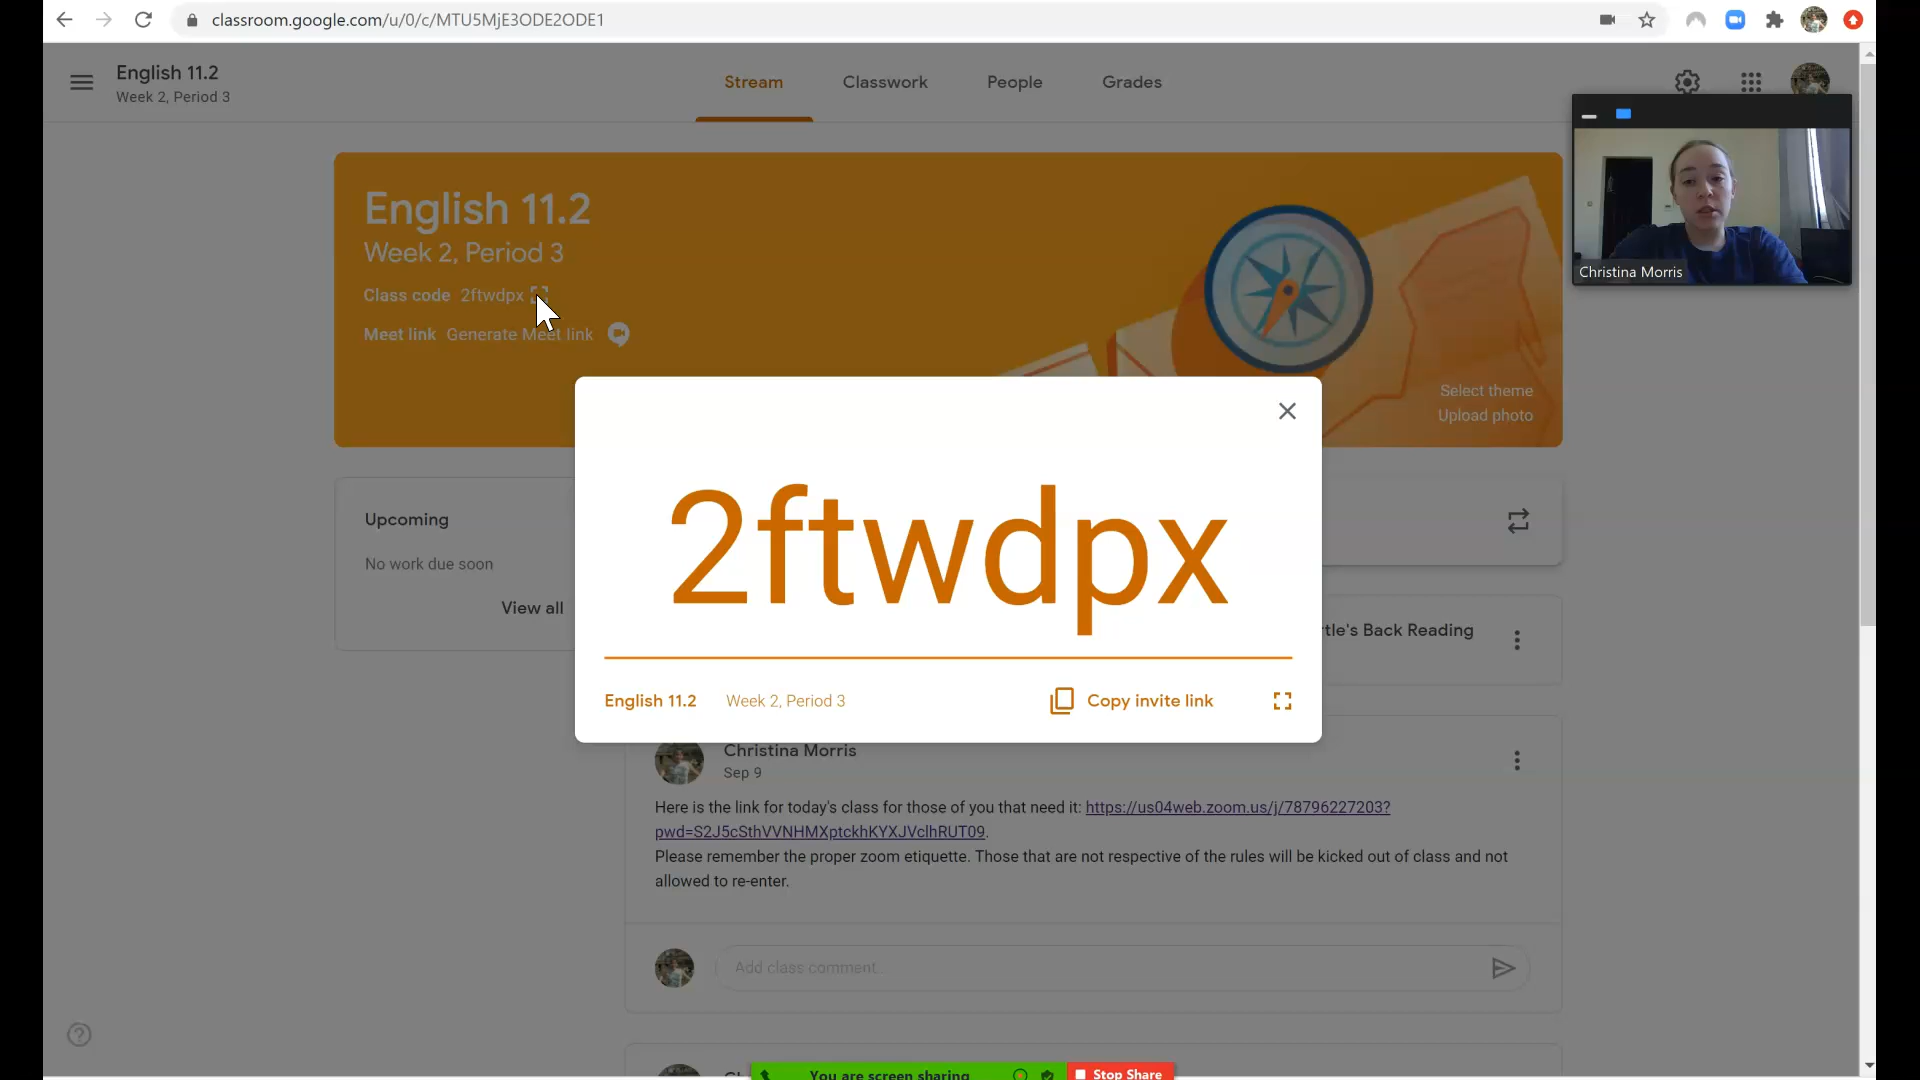 classroom.google.com/u/0/c/MTU5MjE3ODE2ODE1
English 11.2
Week 2, Period 3
Stream
Classwork
People
Grades
Christina Morris
English 11.2
Week 2, Period 3
Class code 2ftwdpx
Meet link Generate Meet link
Select theme
Upload photo
2ftwdpx
English 11.2 Week 2, Period 3
Copy invite link
Upcoming
No work due soon
View all
tle's Back Reading
Christina Morris
Sep 9
Here is the link for today's class for those of you that need it: https://us04web.zoom.us/j/78796227203?
pwd=S2J5cSthVVNHMXptckhKYXJVclhRUT09.
Please remember the proper zoom etiquette. Those that are not respective of the rules will be kicked out of class and not
allowed to re-enter.
Add class comment...
You are screen sharing
Stop Share